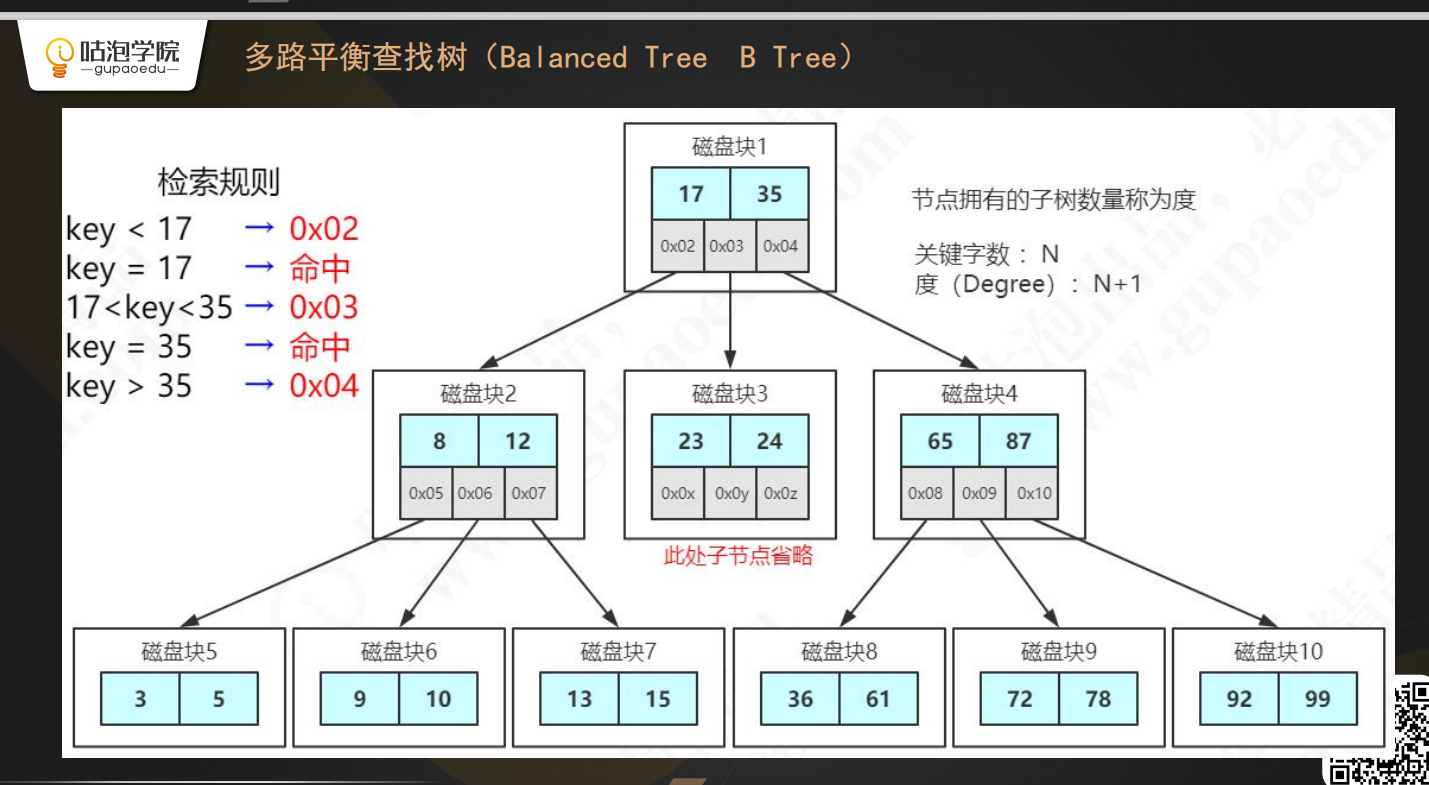 咕泡学院
gupaoedu
多路平衡查找树（Balanced Tree B Tree）
检索规则
key < 17 → 0x02
key = 17 → 命中
17<key<35 → 0x03
key = 35 → 命中
key > 35 → 0x04
磁盘块1
17 35
0x02 0x03 0x04
节点拥有的子树数量称为度
关键字数：N
度（Degree）：N+1
磁盘块2
8 12
0x05 0x06 0x07
磁盘块3
23 24
0x0x 0x0y 0x0z
此处子节点省略
磁盘块4
65 87
0x08 0x09 0x10
磁盘块5
3 5
磁盘块6
9 10
磁盘块7
13 15
磁盘块8
36 61
磁盘块9
72 78
磁盘块10
92 99